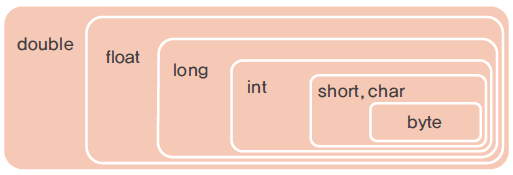 double
float
long
int
short, char
byte